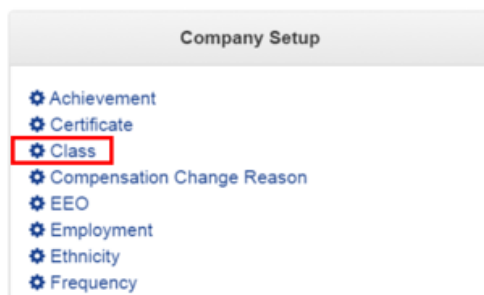 Company Setup
Achievement
Certificate
Class
Compensation Change Reason
EEO
Employment
Ethnicity
Frequency